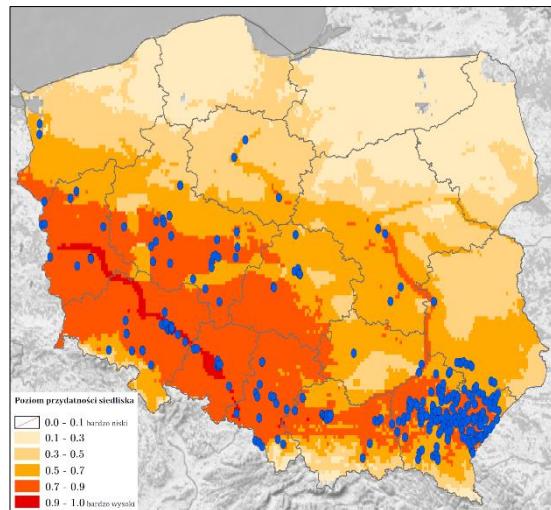 Poziom przydatności siedliska
0.0 - 0.1 bardzo niski
0.1 - 0.3
0.3 - 0.5
0.5 - 0.7
0.7 - 0.9
0.9 - 1.0 bardzo wysoki